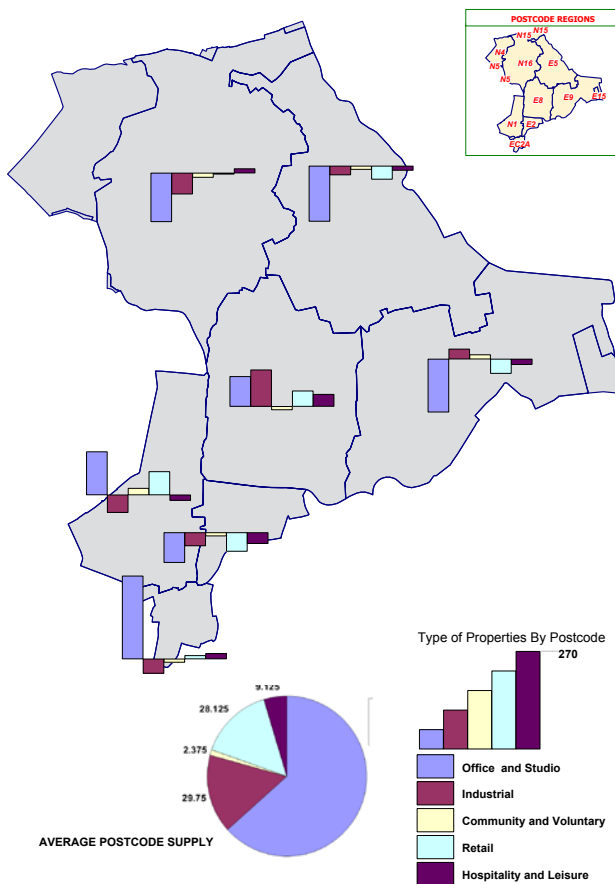 POSTCODE REGIONS
N15
N15
N4
N5
N16
E5
N5
E8
E9
E15
N1
E2
EC2A
Type of Properties By Postcode
270
9.125
28.125
2.375
29.75
AVERAGE POSTCODE SUPPLY
Office and Studio
Industrial
Community and Voluntary
Retail
Hospitality and Leisure